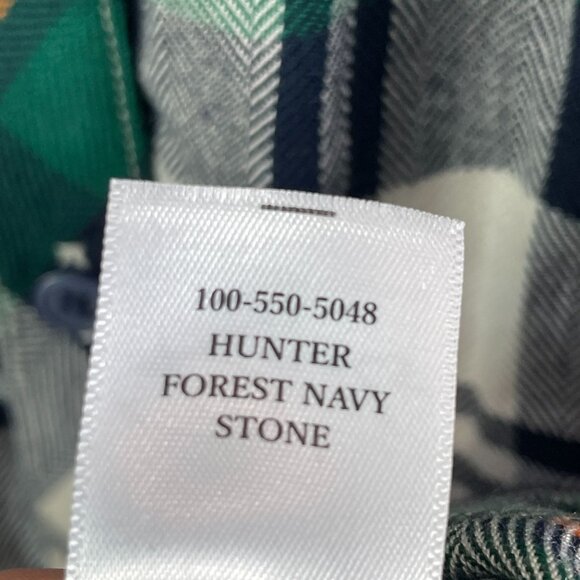 100-550-5048
HUNTER
FOREST NAVY
STONE